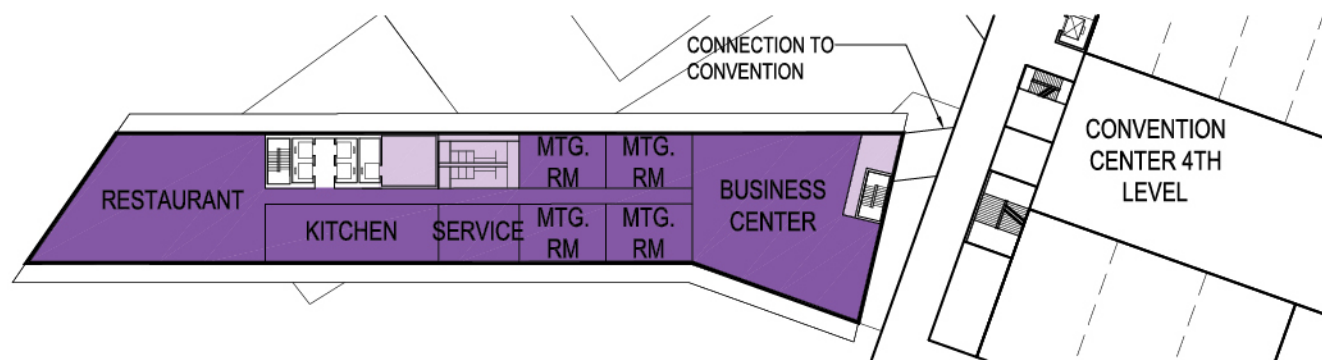 CONNECTION TO
CONVENTION
CONVENTION
CENTER 4TH
LEVEL
RESTAURANT
MTG.
RM
MTG.
RM
BUSINESS
CENTER
KITCHEN
SERVICE
MTG.
RM
MTG.
RM